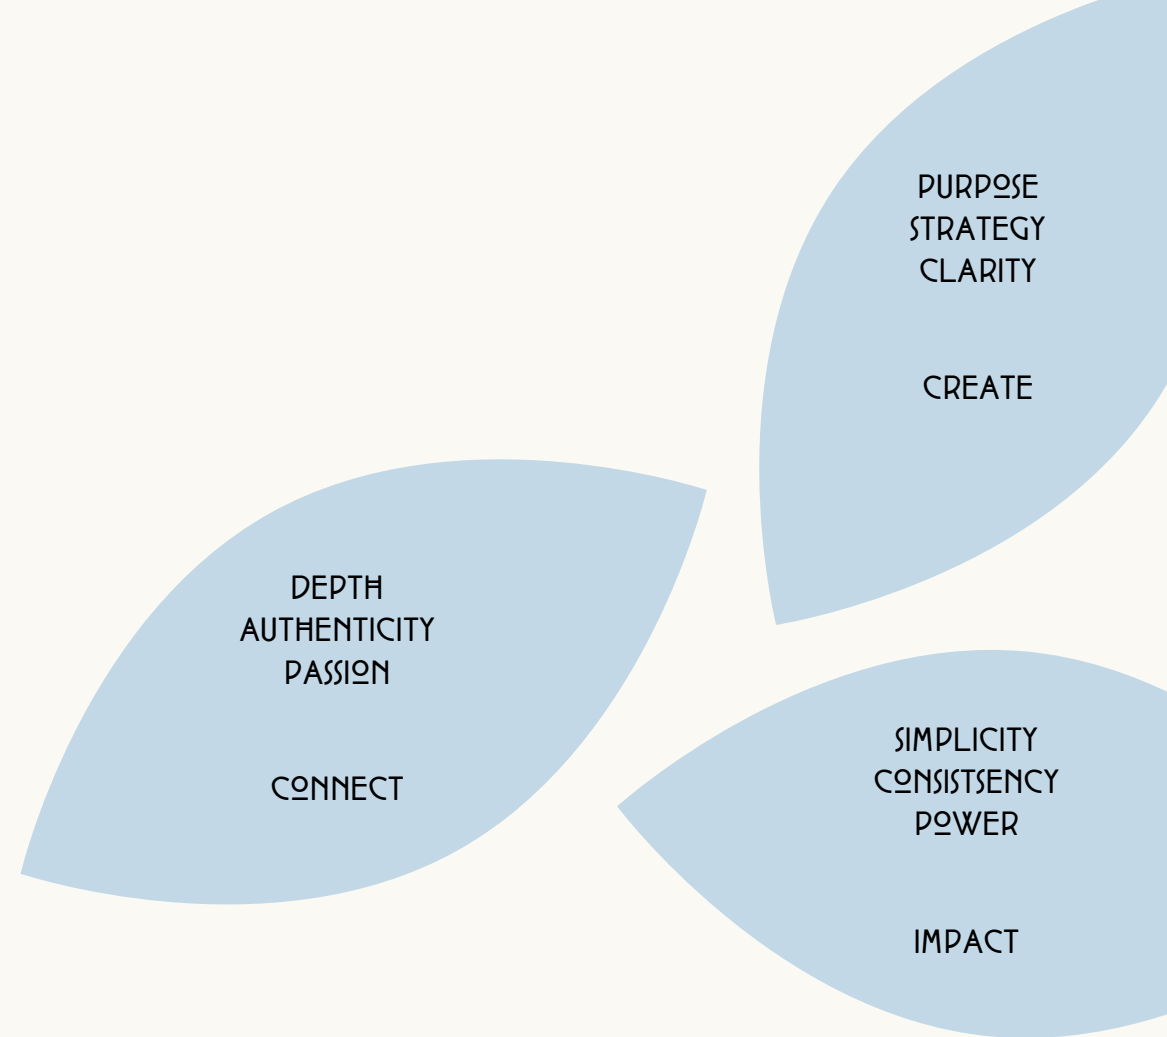 PURPOSE
STRATEGY
CLARITY
CREATE
DEPTH
AUTHENTICITY
PASSION
CONNECT
SIMPLICITY
CONSISTSENCY
POWER
IMPACT